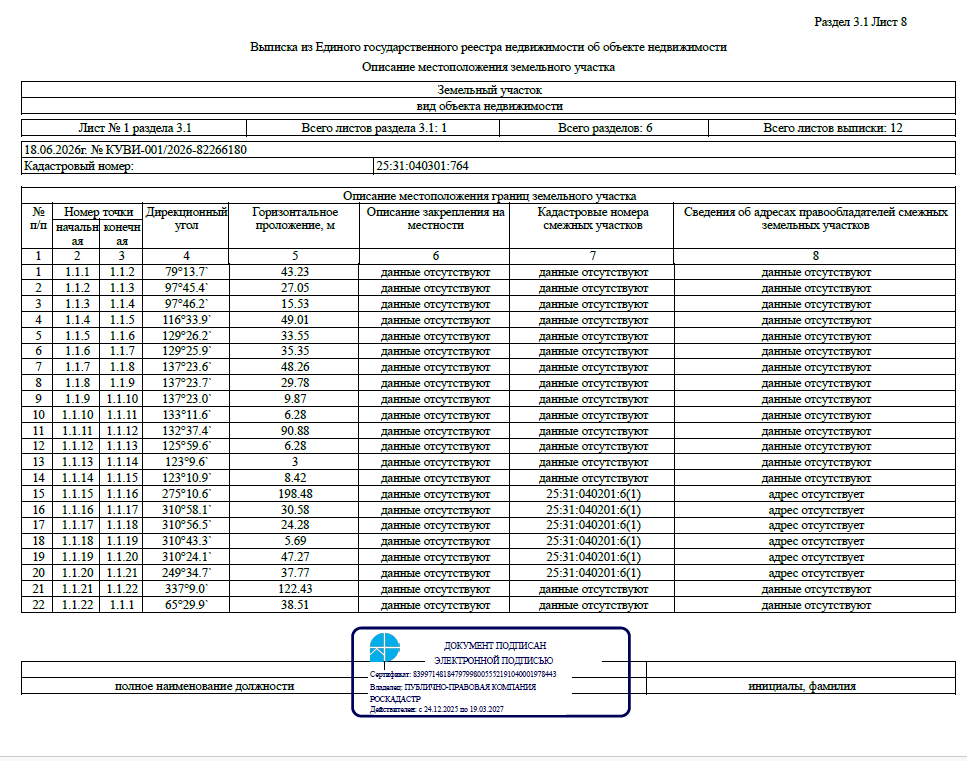 Раздел 3.1 Лист 8
Выписка из Единого государственного реестра недвижимости об объекте недвижимости
Описание местоположения земельного участка
Земельный участок
вид объекта недвижимости
Лист № 1 раздела 3.1 Всего листов раздела 3.1: 1 Всего разделов: 6 Всего листов выписки: 12
18.06.2026г. № КУВИ-001/2026-82266180
Кадастровый номер: 25:31:040301:764
Описание местоположения границ земельного участка
№ п/п Номер точки Дирекционный угол Горизонтальное проложение, м Описание закрепления на местности Кадастровые номера смежных участков Сведения об адресах правообладателей смежных земельных участков
начальн ая конечн ая
1 2 3 4 5 6 7 8
1 1.1.1 1.1.2 79°13.7` 43.23 данные отсутствуют данные отсутствуют данные отсутствуют
2 1.1.2 1.1.3 97°45.4` 27.05 данные отсутствуют данные отсутствуют данные отсутствуют
3 1.1.3 1.1.4 97°46.2` 15.53 данные отсутствуют данные отсутствуют данные отсутствуют
4 1.1.4 1.1.5 116°33.9` 49.01 данные отсутствуют данные отсутствуют данные отсутствуют
5 1.1.5 1.1.6 129°26.2` 33.55 данные отсутствуют данные отсутствуют данные отсутствуют
6 1.1.6 1.1.7 129°25.9` 35.35 данные отсутствуют данные отсутствуют данные отсутствуют
7 1.1.7 1.1.8 137°23.6` 48.26 данные отсутствуют данные отсутствуют данные отсутствуют
8 1.1.8 1.1.9 137°23.7` 29.78 данные отсутствуют данные отсутствуют данные отсутствуют
9 1.1.9 1.1.10 137°23.0` 9.87 данные отсутствуют данные отсутствуют данные отсутствуют
10 1.1.10 1.1.11 133°11.6` 6.28 данные отсутствуют данные отсутствуют данные отсутствуют
11 1.1.11 1.1.12 132°37.4` 90.88 данные отсутствуют данные отсутствуют данные отсутствуют
12 1.1.12 1.1.13 125°59.6` 6.28 данные отсутствуют данные отсутствуют данные отсутствуют
13 1.1.13 1.1.14 123°9.6` 3 данные отсутствуют данные отсутствуют данные отсутствуют
14 1.1.14 1.1.15 123°10.9` 8.42 данные отсутствуют данные отсутствуют данные отсутствуют
15 1.1.15 1.1.16 275°10.6` 198.48 данные отсутствуют 25:31:040201:6(1) адрес отсутствует
16 1.1.16 1.1.17 310°58.1` 30.58 данные отсутствуют 25:31:040201:6(1) адрес отсутствует
17 1.1.17 1.1.18 310°56.5` 24.28 данные отсутствуют 25:31:040201:6(1) адрес отсутствует
18 1.1.18 1.1.19 310°43.3` 5.69 данные отсутствуют 25:31:040201:6(1) адрес отсутствует
19 1.1.19 1.1.20 310°24.1` 47.27 данные отсутствуют 25:31:040201:6(1) адрес отсутствует
20 1.1.20 1.1.21 249°34.7` 37.77 данные отсутствуют 25:31:040201:6(1) адрес отсутствует
21 1.1.21 1.1.22 337°9.0` 122.43 данные отсутствуют данные отсутствуют данные отсутствуют
22 1.1.22 1.1.1 65°29.9` 38.51 данные отсутствуют данные отсутствуют данные отсутствуют
ДОКУМЕНТ ПОДПИСАН
ЭЛЕКТРОННОЙ ПОДПИСЬЮ
Сертификат: 83997148184797998005552191040001978443
Владелец: ПУБЛИЧНО-ПРАВОВАЯ КОМПАНИЯ
РОСКАДАСТР
Действителен: с 24.12.2025 по 19.03.2027
полное наименование должности инициалы, фамилия